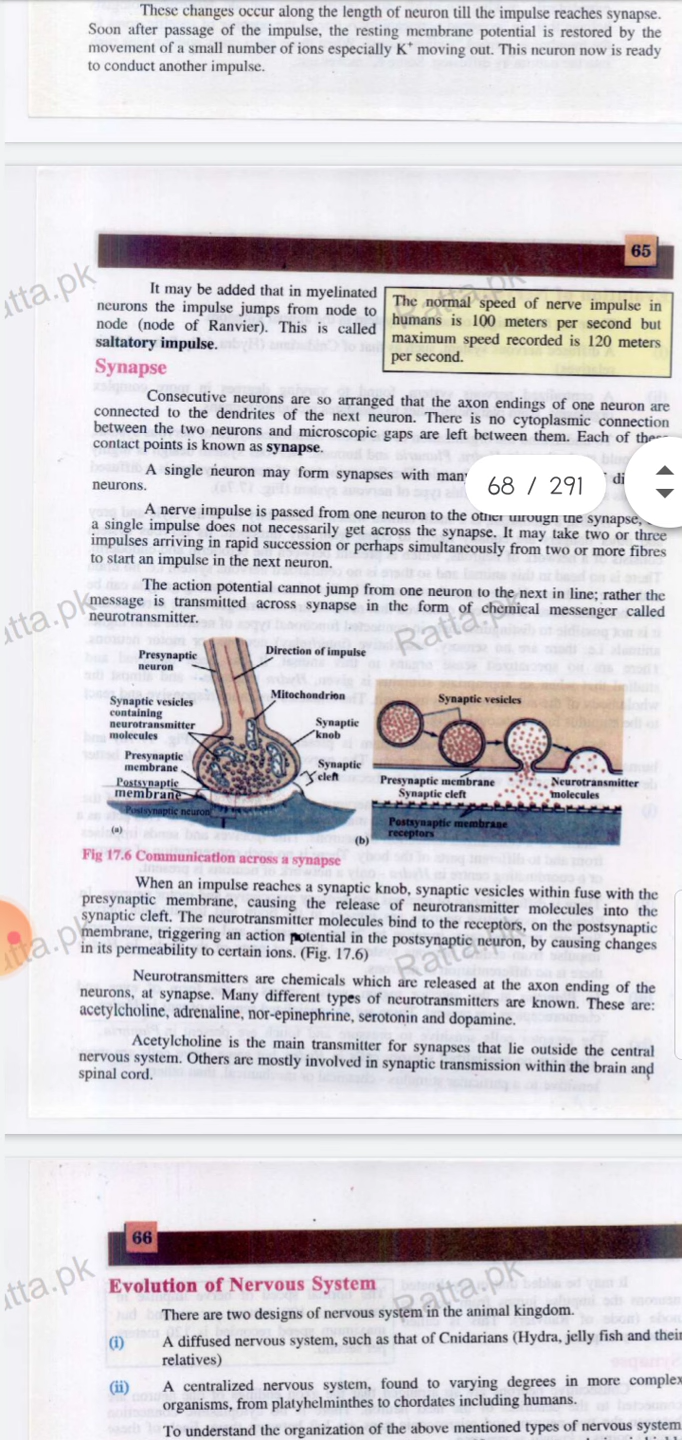 These changes occur along the length of neuron till the impulse reaches synapse.
Soon after passage of the impulse, the resting membrane potential is restored by the
movement of a small number of ions especially K⁺ moving out. This neuron now is ready
to conduct another impulse.
65
It may be added that in myelinated
neurons the impulse jumps from node to
node (node of Ranvier). This is called
saltatory impulse.
The normal speed of nerve impulse in
humans is 100 meters per second but
maximum speed recorded is 120 meters
per second.
Synapse
Consecutive neurons are so arranged that the axon endings of one neuron are
connected to the dendrites of the next neuron. There is no cytoplasmic connection
between the two neurons and microscopic gaps are left between them. Each of
contact points is known as synapse.
A single neuron may form synapses with
neurons.
68 / 291
A nerve impulse is passed from one neuron to the other through the synapse,
a single impulse does not necessarily get across the synapse. It may take two or three
impulses arriving in rapid succession or perhaps simultaneously from two or more fibres
to start an impulse in the next neuron.
The action potential cannot jump from one neuron to the next in line; rather the
message is transmitted across synapse in the form of chemical messenger called
neurotransmitter.
Presynaptic
neuron
Direction of impulse
Synaptic vesicles
containing
neurotransmitter
molecules
Mitochondrion
Synaptic
knob
Presynaptic
membrane
Synaptic
cleft
Postsynaptic
membrane
Postsynaptic neuron
(a)
Synaptic vesicles
Presynaptic membrane
Synaptic cleft
Neurotransmitter
molecules
Postsynaptic membrane
receptors
(b)
Fig 17.6 Communication across a synapse
When an impulse reaches a synaptic knob, synaptic vesicles within fuse with the
presynaptic membrane, causing the release of neurotransmitter molecules into the
synaptic cleft. The neurotransmitter molecules bind to the receptors, on the postsynaptic
membrane, triggering an action potential in the postsynaptic neuron, by causing changes
in its permeability to certain ions. (Fig. 17.6)
Neurotransmitters are chemicals which are released at the axon ending of the
neurons, at synapse. Many different types of neurotransmitters are known. These are:
acetylcholine, adrenaline, nor-epinephrine, serotonin and dopamine.
Acetylcholine is the main transmitter for synapses that lie outside the central
nervous system. Others are mostly involved in synaptic transmission within the brain and
spinal cord.
66
Evolution of Nervous System
There are two designs of nervous system in the animal kingdom.
(i) A diffused nervous system, such as that of Cnidarians (Hydra, jelly fish and their
relatives)
(ii) A centralized nervous system, found to varying degrees in more complex
organisms, from platyhelminthes to chordates including humans.
To understand the organization of the above mentioned types of nervous system
Ratta.pk
Ratta.pk
Ratta.pk
Ratta.pk